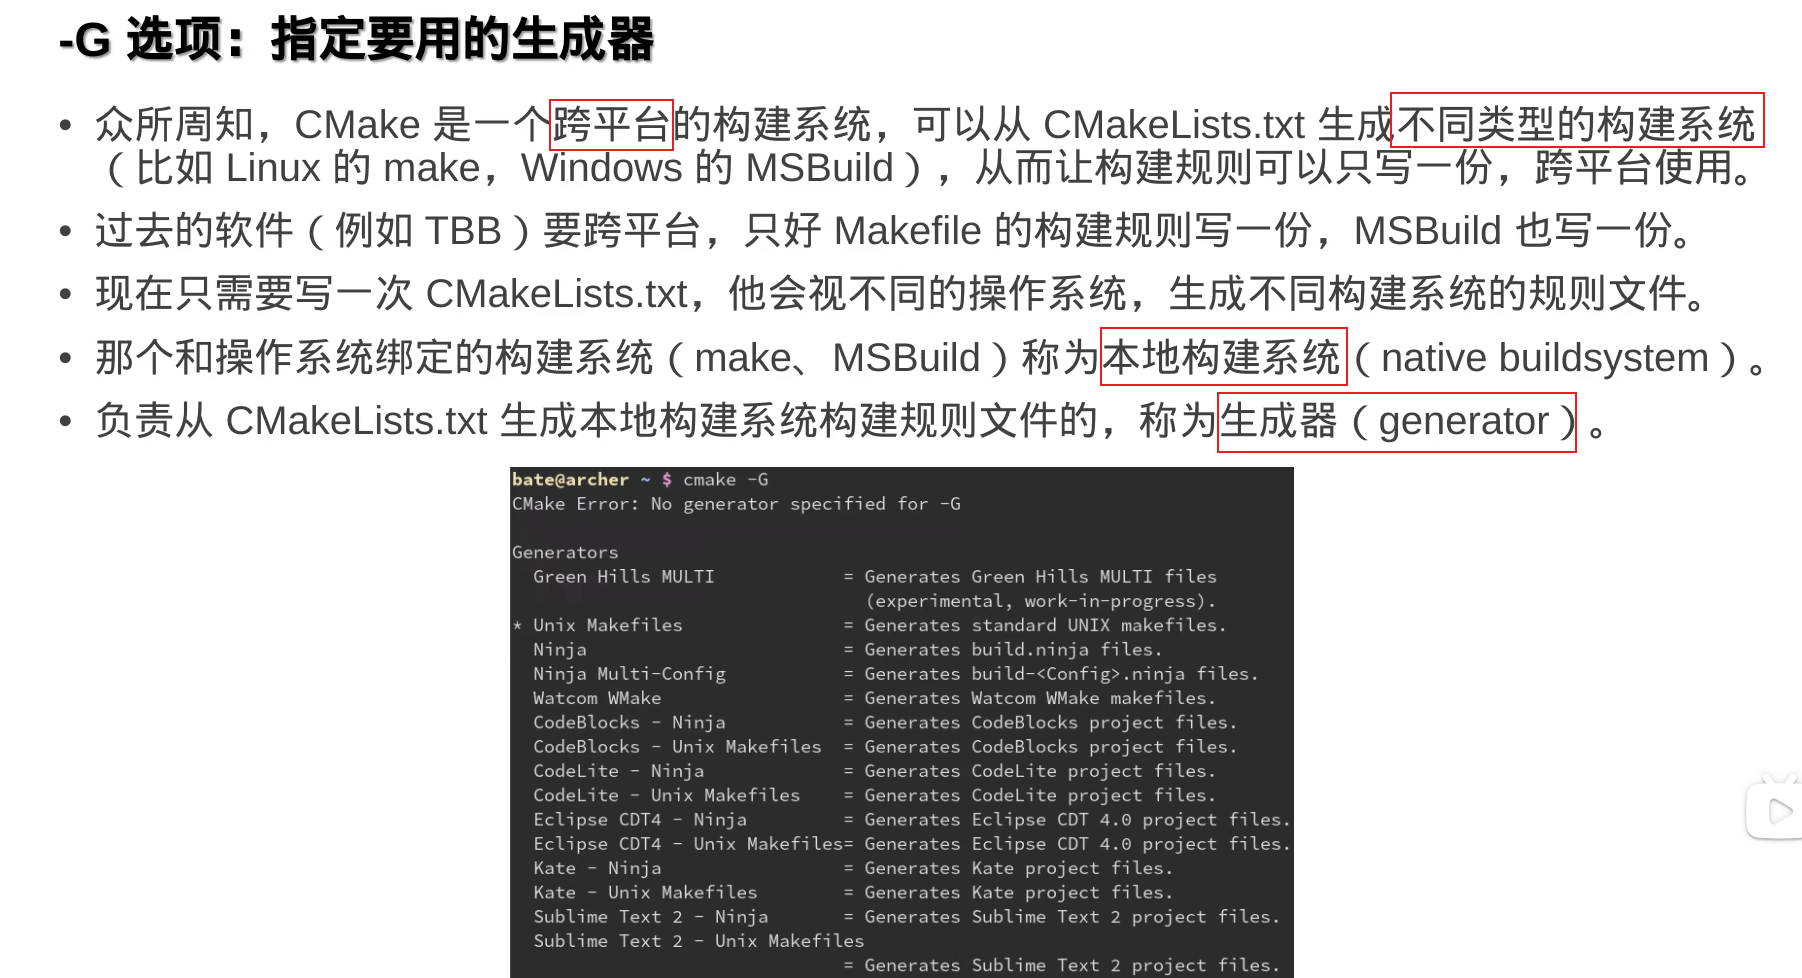 -G 选项：指定要用的生成器
• 众所周知，CMake 是一个跨平台的构建系统，可以从 CMakeLists.txt 生成不同类型的构建系统
（比如 Linux 的 make，Windows 的 MSBuild），从而让构建规则可以只写一份，跨平台使用。
• 过去的软件（例如 TBB）要跨平台，只好 Makefile 的构建规则写一份，MSBuild 也写一份。
• 现在只需要写一次 CMakeLists.txt，他会视不同的操作系统，生成不同构建系统的规则文件。
• 那个和操作系统绑定的构建系统（make、MSBuild）称为本地构建系统（native buildsystem）。
• 负责从 CMakeLists.txt 生成本地构建系统构建规则文件的，称为生成器（generator）。
bate@archer ~ $ cmake -G
CMake Error: No generator specified for -G
Generators
Green Hills MULTI = Generates Green Hills MULTI files
(experimental, work-in-progress).
* Unix Makefiles = Generates standard UNIX makefiles.
Ninja = Generates build.ninja files.
Ninja Multi-Config = Generates build-<Config>.ninja files.
Watcom WMake = Generates Watcom WMake makefiles.
CodeBlocks - Ninja = Generates CodeBlocks project files.
CodeBlocks - Unix Makefiles = Generates CodeBlocks project files.
CodeLite - Ninja = Generates CodeLite project files.
CodeLite - Unix Makefiles = Generates CodeLite project files.
Eclipse CDT4 - Ninja = Generates Eclipse CDT 4.0 project files.
Eclipse CDT4 - Unix Makefiles= Generates Eclipse CDT 4.0 project files.
Kate - Ninja = Generates Kate project files.
Kate - Unix Makefiles = Generates Kate project files.
Sublime Text 2 - Ninja = Generates Sublime Text 2 project files.
Sublime Text 2 - Unix Makefiles
= Generates Sublime Text 2 project files.